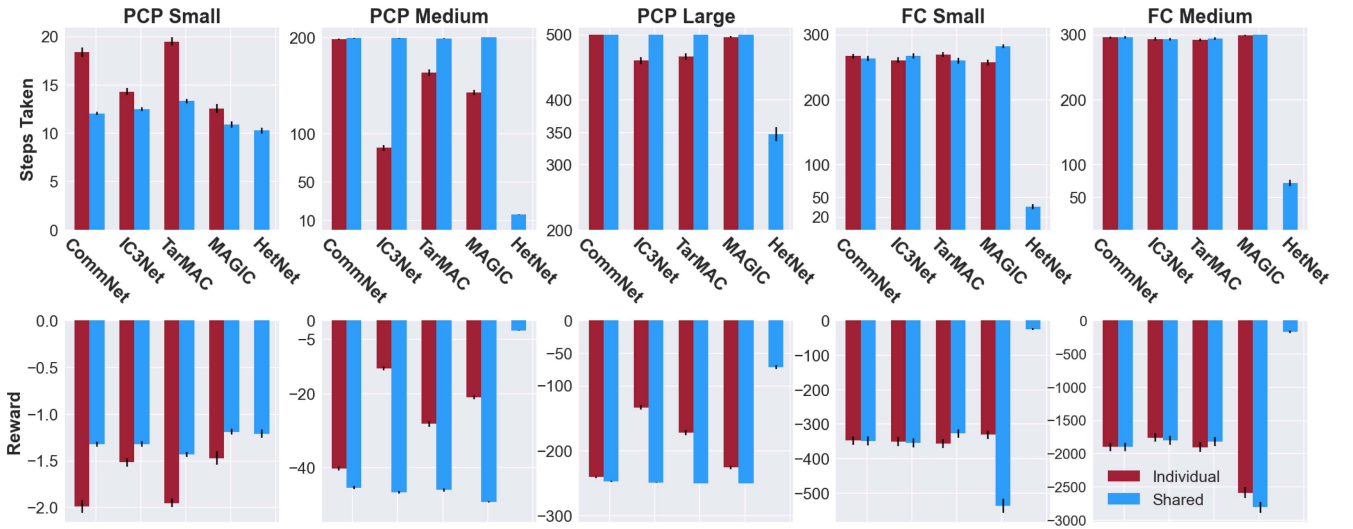 PCP Small
PCP Medium
PCP Large
FC Small
FC Medium
Steps Taken
20
15
10
5
0
200
100
50
10
500
450
400
350
300
200
300
200
100
50
20
300
200
100
50
CommNet
IC3Net
TarMAC
MAGIC
HetNet
CommNet
IC3Net
TarMAC
MAGIC
HetNet
CommNet
IC3Net
TarMAC
MAGIC
HetNet
CommNet
IC3Net
TarMAC
MAGIC
HetNet
CommNet
IC3Net
TarMAC
MAGIC
HetNet
Reward
0.0
−0.5
−1.0
−1.5
−2.0
0
−5
−20
−40
0
−100
−200
−300
0
−100
−200
−300
−400
−500
0
−500
−1000
−1500
−2000
−2500
−3000
Individual
Shared